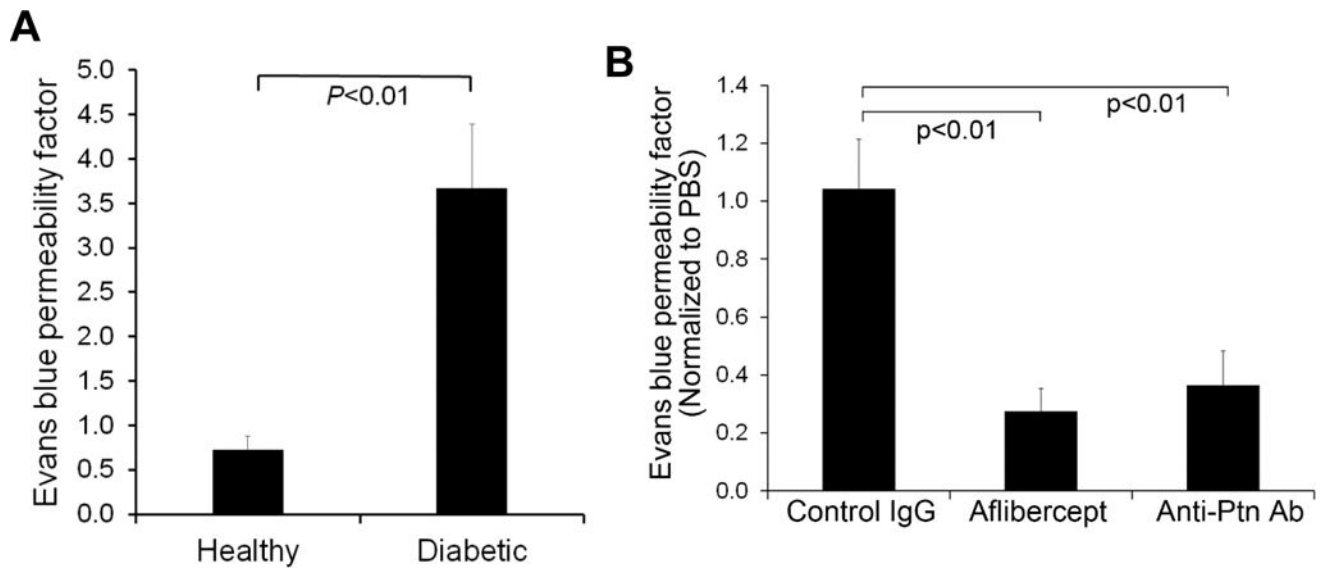 A
Evans blue permeability factor
5.0
4.5
4.0
3.5
3.0
2.5
2.0
1.5
1.0
0.5
0.0
P<0.01
Healthy Diabetic
B
Evans blue permeability factor
(Normalized to PBS)
1.4
1.2
1.0
0.8
0.6
0.4
0.2
0.0
p<0.01
p<0.01
Control IgG Aflibercept Anti-Ptn Ab